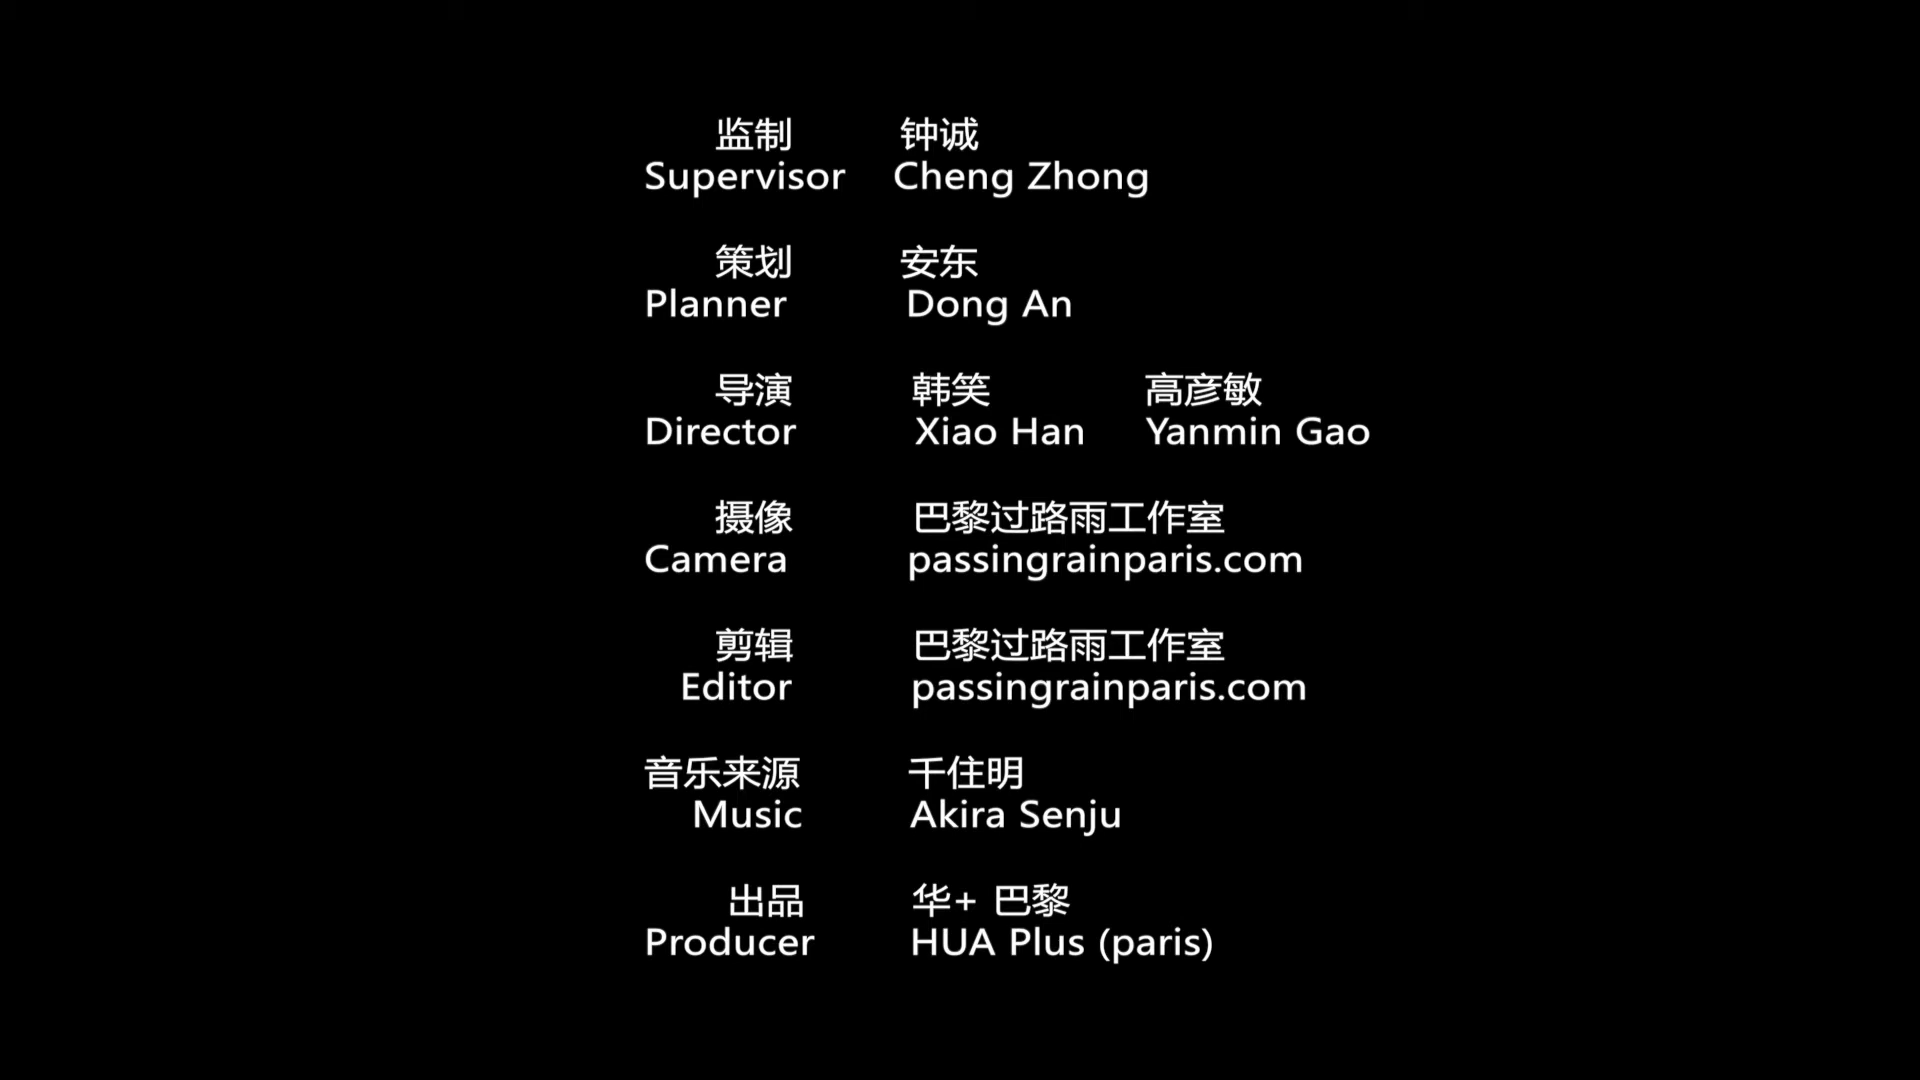 监制 钟诚
Supervisor Cheng Zhong
策划 安东
Planner Dong An
导演 韩笑 高彦敏
Director Xiao Han Yanmin Gao
摄像 巴黎过路雨工作室
Camera passingrainparis.com
剪辑 巴黎过路雨工作室
Editor passingrainparis.com
音乐来源 千住明
Music Akira Senju
出品 华+ 巴黎
Producer HUA Plus (paris)